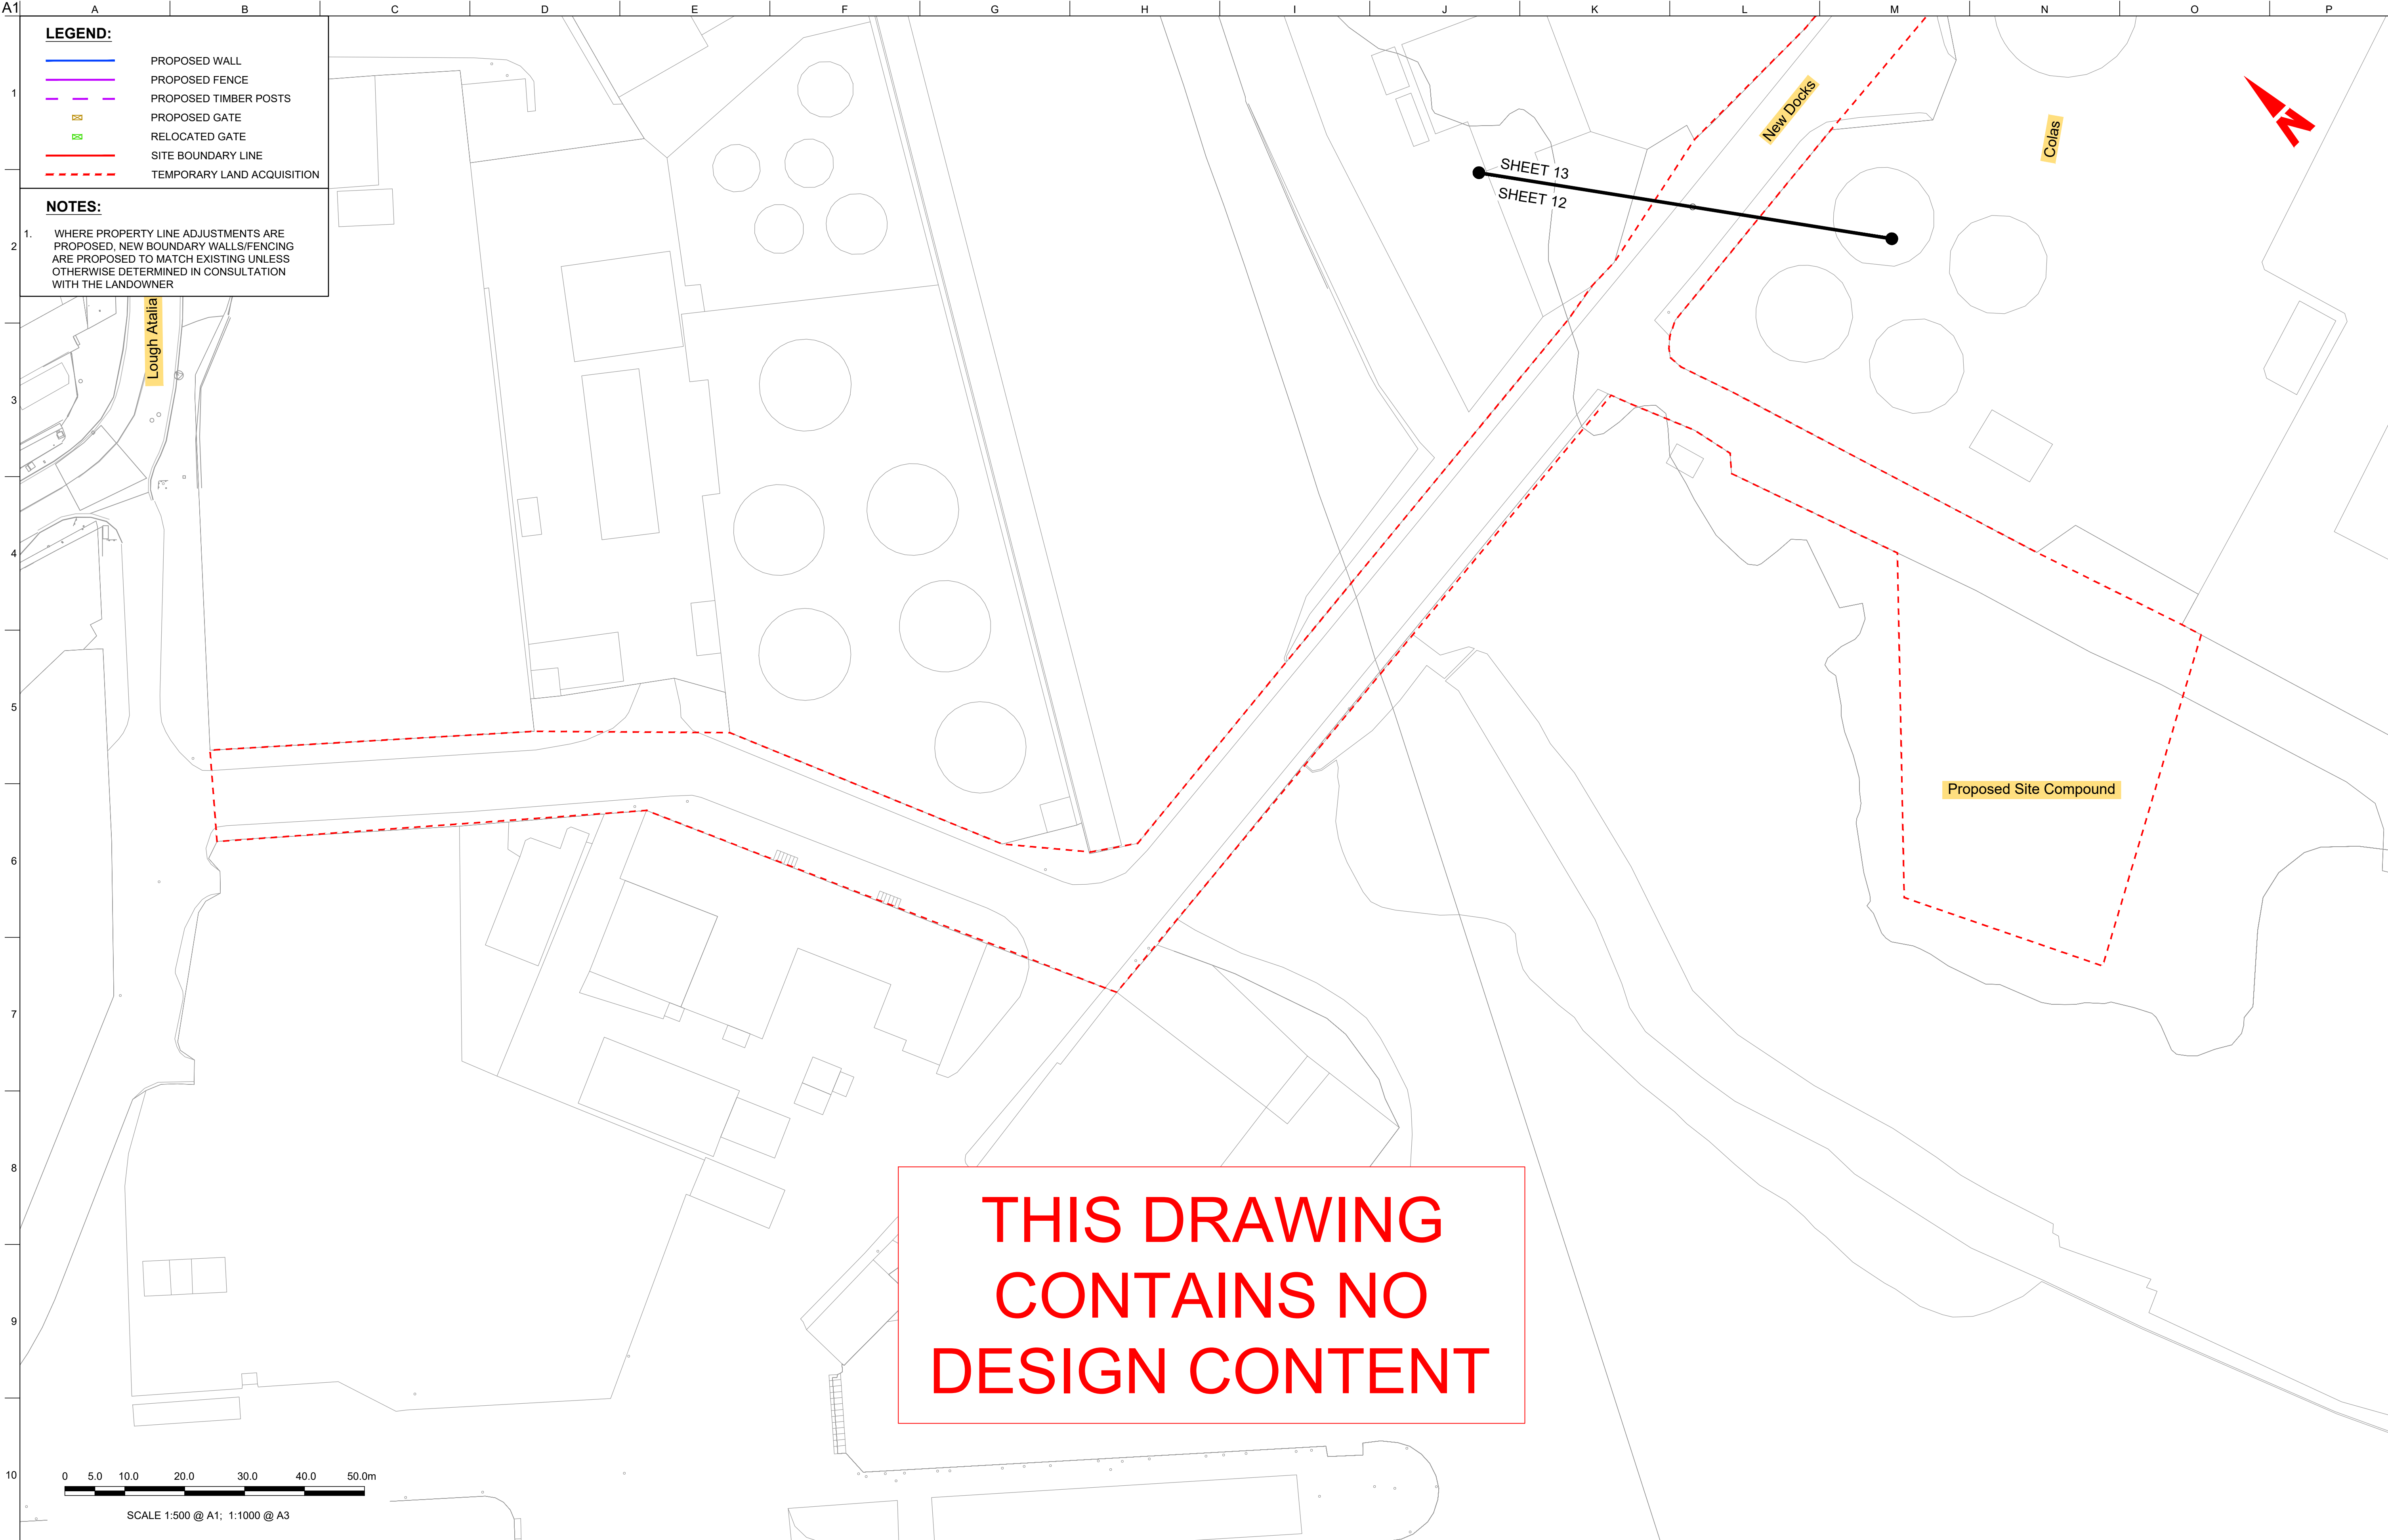 A1
A B C D E F G H I J K L M N O P
1
2
3
4
5
6
7
8
9
10
LEGEND:
PROPOSED WALL
PROPOSED FENCE
PROPOSED TIMBER POSTS
PROPOSED GATE
RELOCATED GATE
SITE BOUNDARY LINE
TEMPORARY LAND ACQUISITION
NOTES:
1. WHERE PROPERTY LINE ADJUSTMENTS ARE
PROPOSED, NEW BOUNDARY WALLS/FENCING
ARE PROPOSED TO MATCH EXISTING UNLESS
OTHERWISE DETERMINED IN CONSULTATION
WITH THE LANDOWNER
Lough Atalia
New Docks
Colas
N
SHEET 13
SHEET 12
Proposed Site Compound
THIS DRAWING
CONTAINS NO
DESIGN CONTENT
0 5.0 10.0 20.0 30.0 40.0 50.0m
SCALE 1:500 @ A1; 1:1000 @ A3